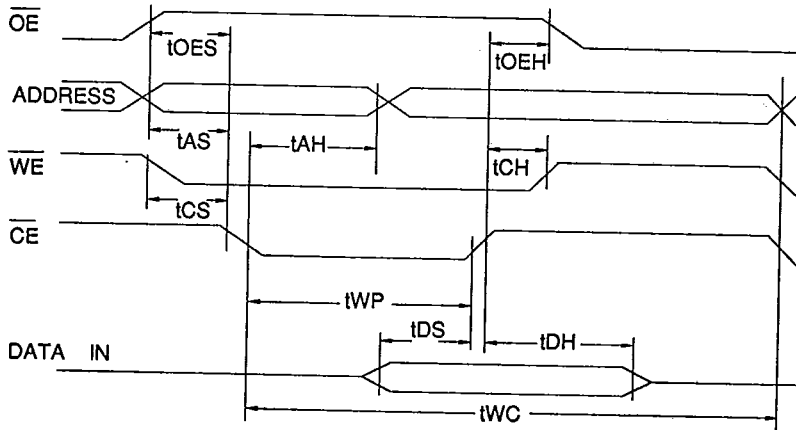 OE
tOES
tOEH
ADDRESS
tAS
tAH
WE
tCH
tCS
CE
tWP
tDS
tDH
DATA IN
tWC